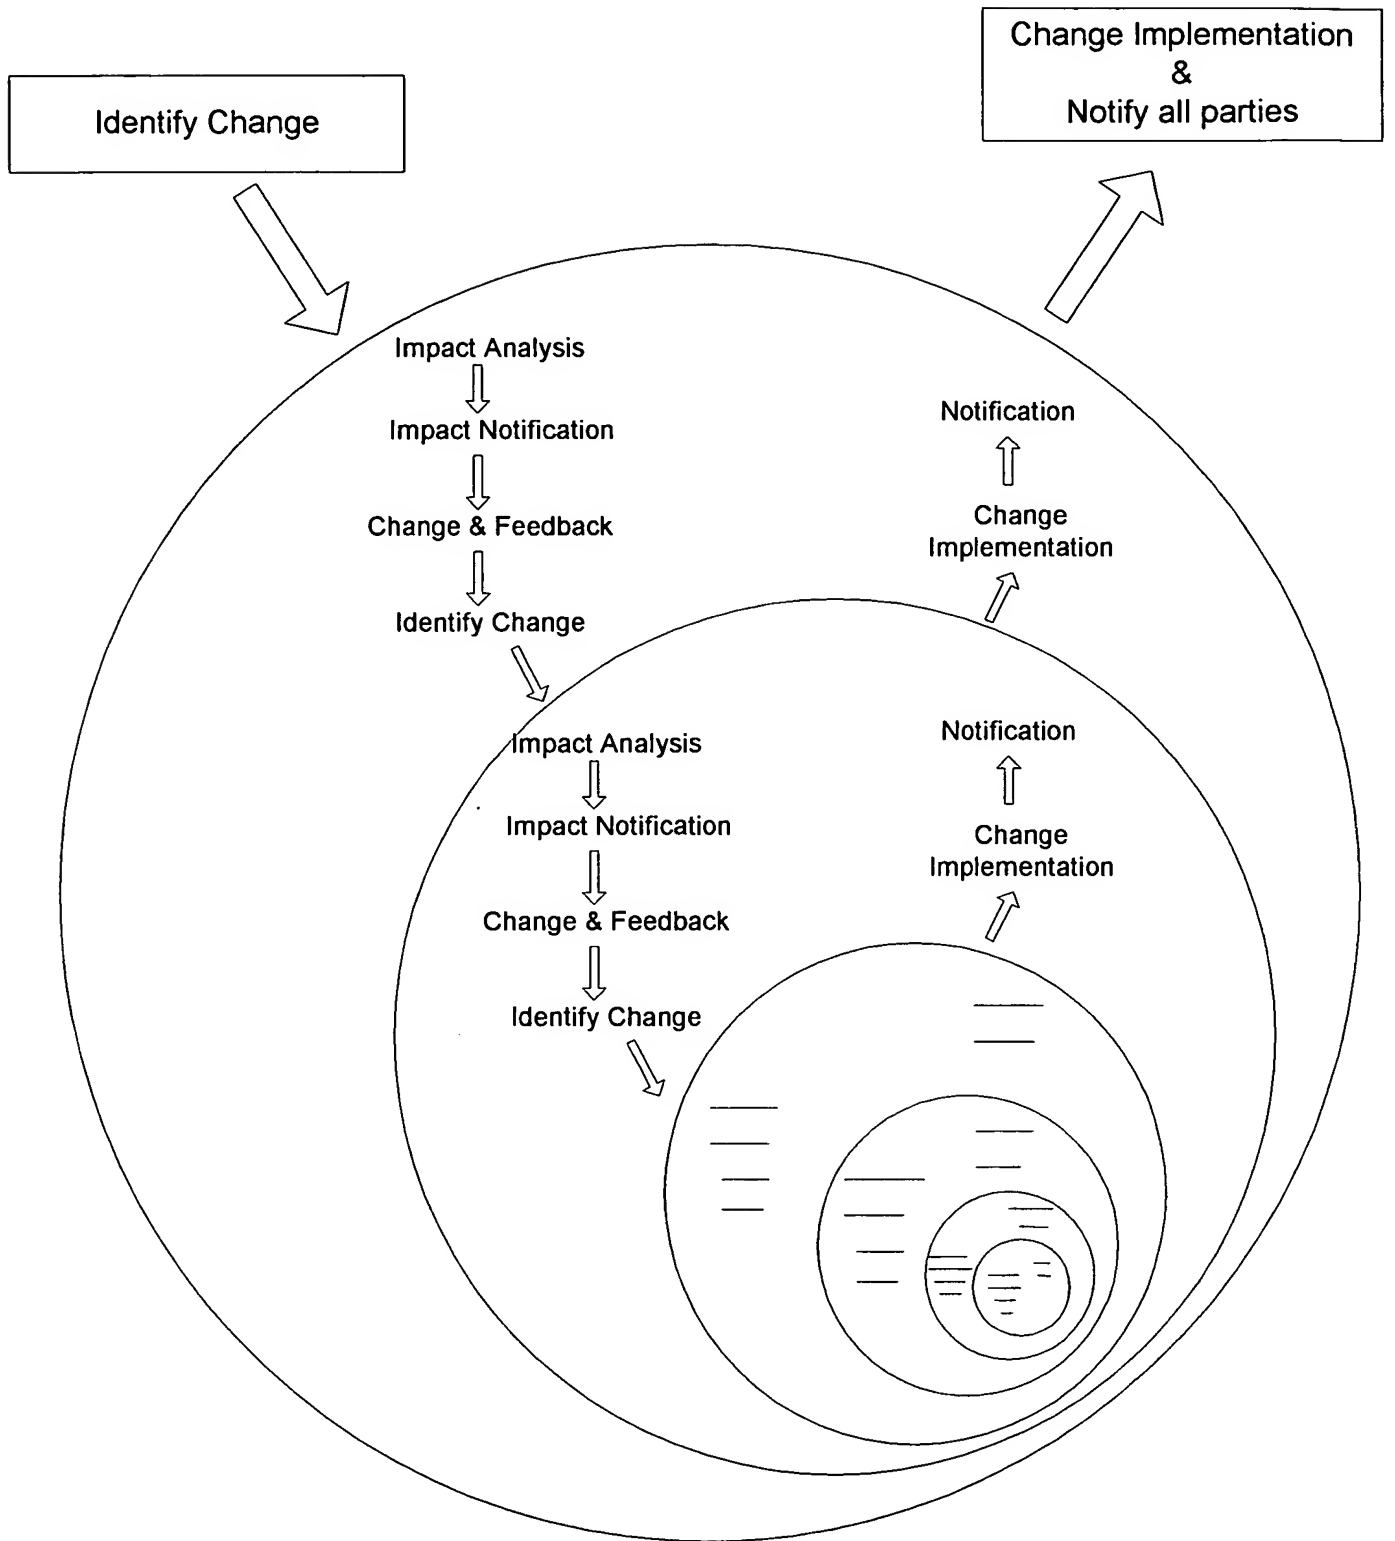 Identify Change
Change Implementation
&
Notify all parties
Impact Analysis
Impact Notification
Change & Feedback
Identify Change
Notification
Change
Implementation
Impact Analysis
Impact Notification
Change & Feedback
Identify Change
Notification
Change
Implementation